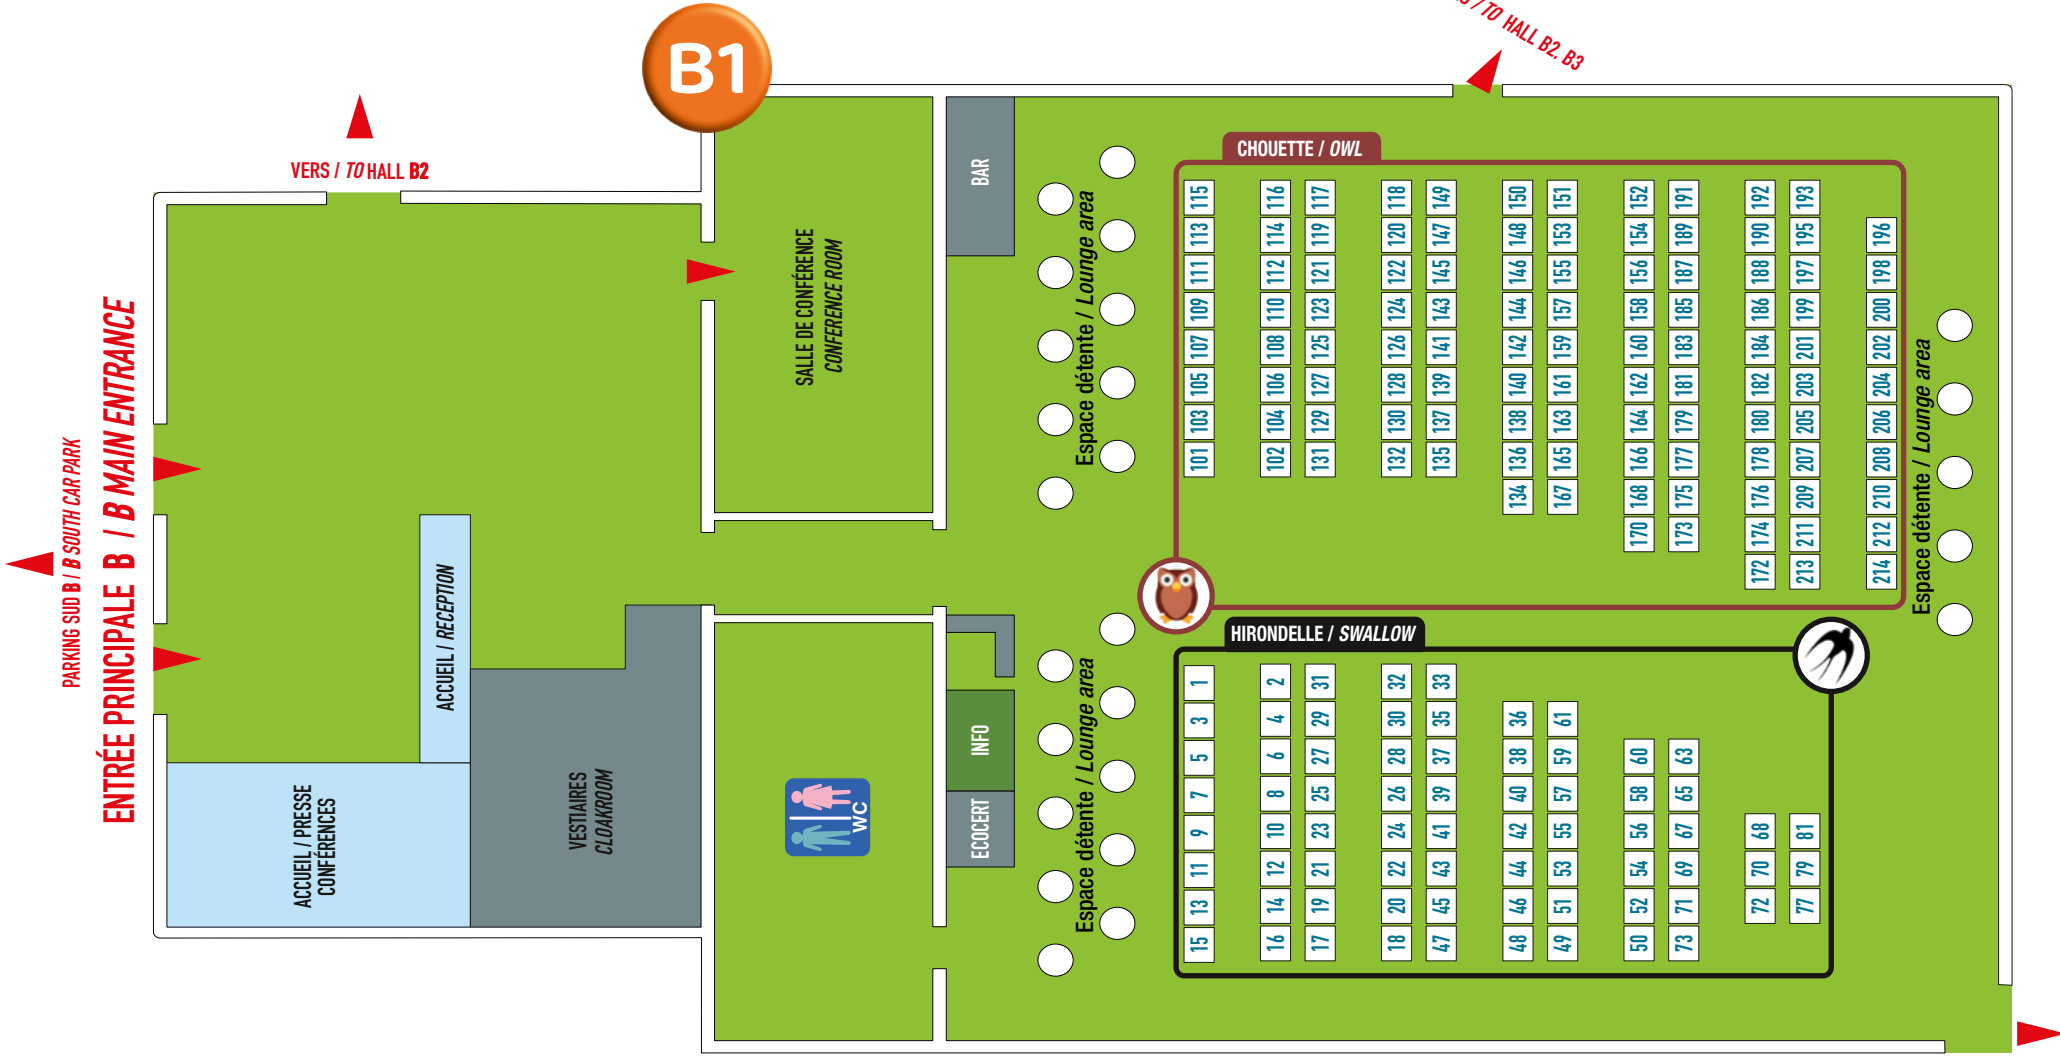 B1
TO HALL B2, B3
VERS / TO HALL B2
PARKING SUD B / B SOUTH CAR PARK
ENTRÉE PRINCIPALE B / B MAIN ENTRANCE
ACCUEIL / RECEPTION
ACCUEIL / PRESSE
CONFÉRENCES
VESTIAIRES
CLOAKROOM
SALLE DE CONFÉRENCE
CONFERENCE ROOM
WC
BAR
INFO
ECOCERT
Espace détente / Lounge area
Espace détente / Lounge area
Espace détente / Lounge area
CHOUETTE / OWL
115 116 117 118 149 150 151 152 191 192 193
113 114 119 120 147 148 153 154 189 190 195 196
111 112 121 122 145 146 155 156 187 188 197 198
109 110 123 124 143 144 157 158 185 186 199 200
107 108 125 126 141 142 159 160 183 184 201 202
105 106 127 128 139 140 161 162 181 182 203 204
103 104 129 130 137 138 163 164 179 180 205 206
101 102 131 132 135 136 165 166 177 178 207 208
134 167 168 175 176 209 210
170 173 174 211 212
172 213 214
HIRONDELLE / SWALLOW
1 2 31 32 33
3 4 29 30 35 36 61
5 6 27 28 37 38 59 60 63
7 8 25 26 39 40 57 58 65
9 10 23 24 41 42 55 56 67 68 81
11 12 21 22 43 44 53 54 69 70 79
13 14 19 20 45 46 51 52 71 72 77
15 16 17 18 47 48 49 50 73